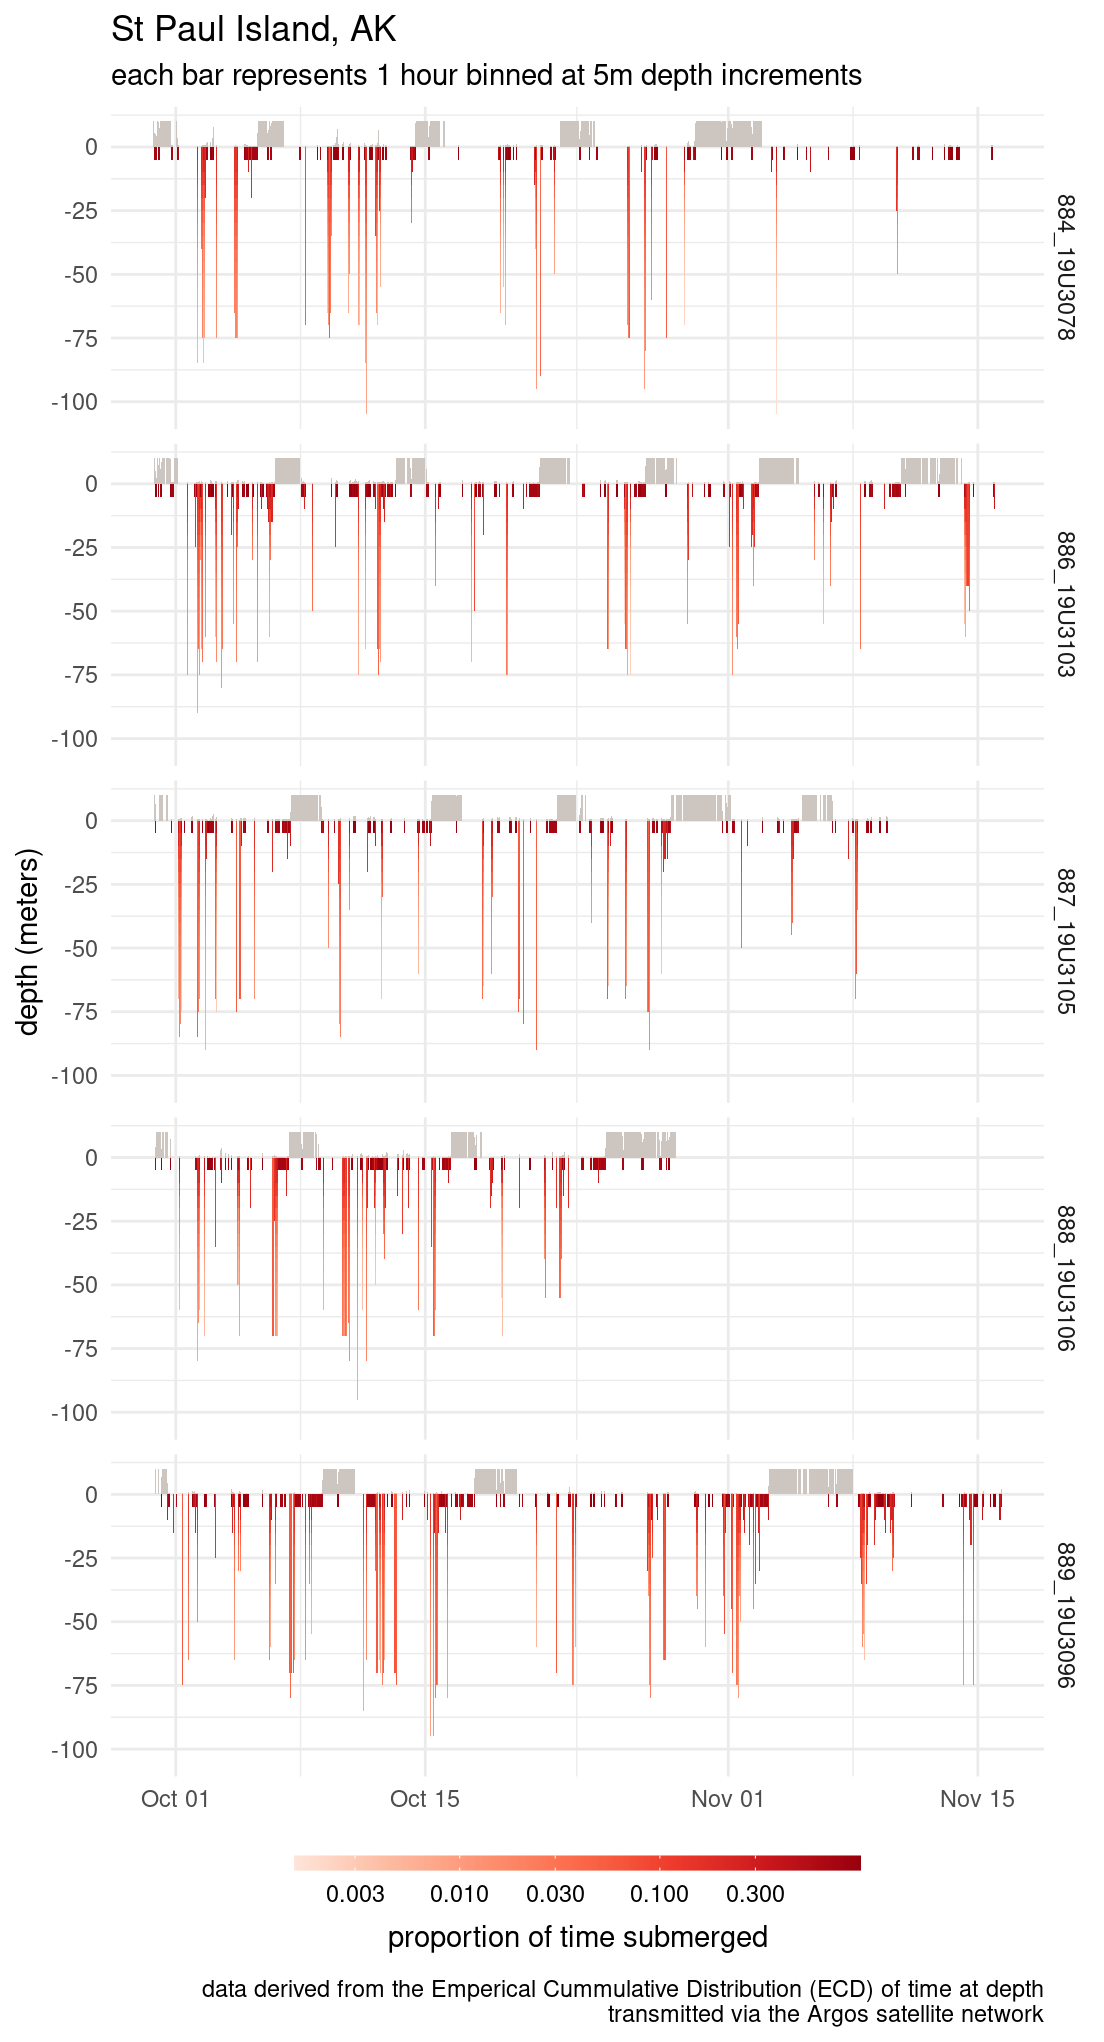 St Paul Island, AK
each bar represents 1 hour binned at 5m depth increments
0
-25
-50
-75
-100
884_19U3078
0
-25
-50
-75
-100
886_19U3103
0
-25
-50
-75
-100
887_19U3105
depth (meters)
0
-25
-50
-75
-100
888_19U3106
0
-25
-50
-75
-100
889_19U3096
Oct 01 Oct 15 Nov 01 Nov 15
0.003 0.010 0.030 0.100 0.300
proportion of time submerged
data derived from the Emperical Cummulative Distribution (ECD) of time at depth
transmitted via the Argos satellite network